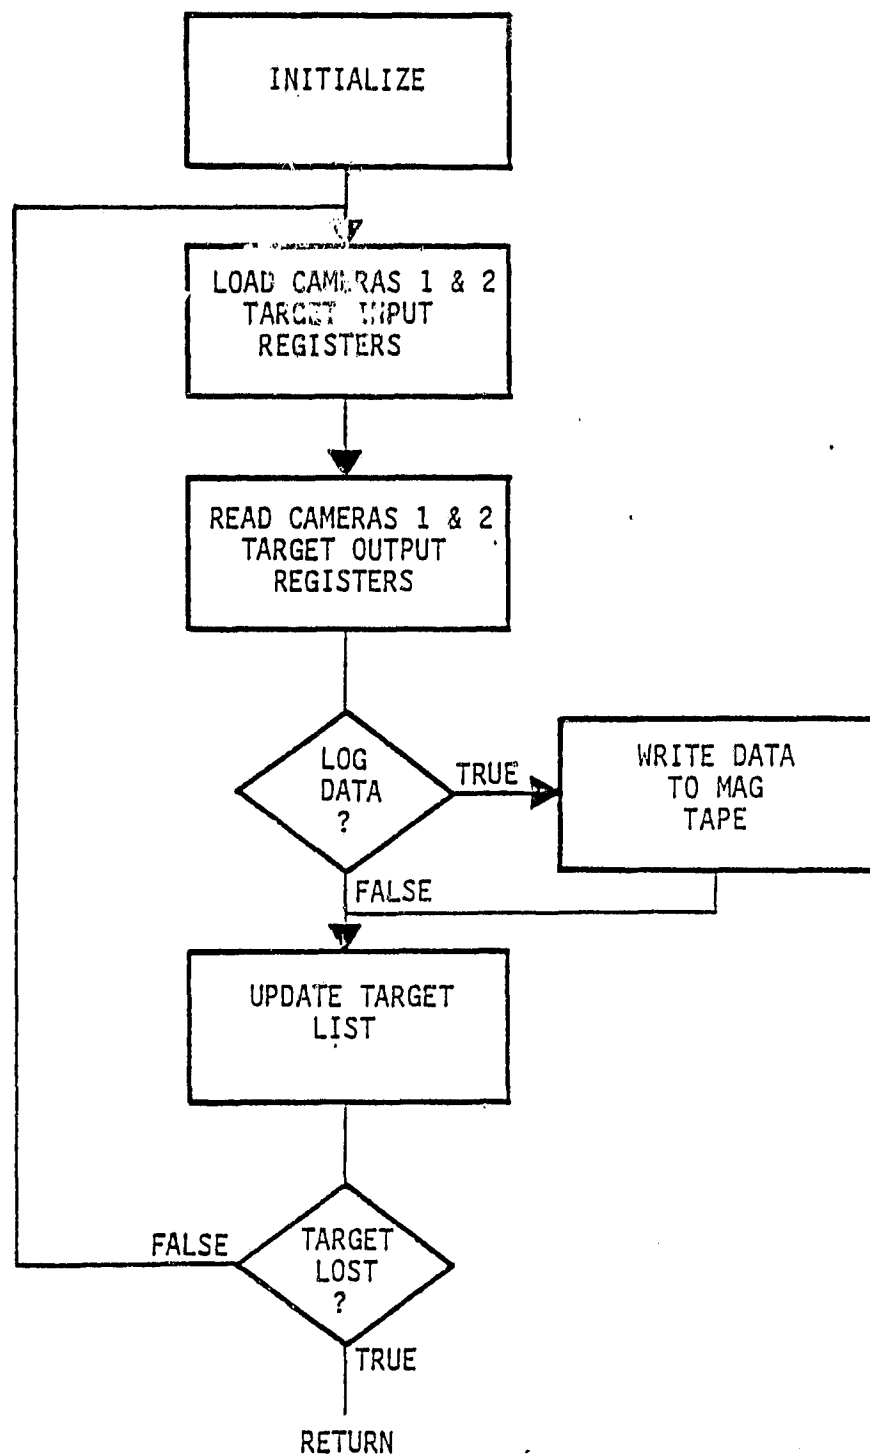 INITIALIZE
LOAD CAMERAS 1 & 2
TARGET INPUT
REGISTERS
READ CAMERAS 1 & 2
TARGET OUTPUT
REGISTERS
LOG
DATA
?
TRUE
WRITE DATA
TO MAG
TAPE
FALSE
UPDATE TARGET
LIST
FALSE
TARGET
LOST
?
TRUE
RETURN